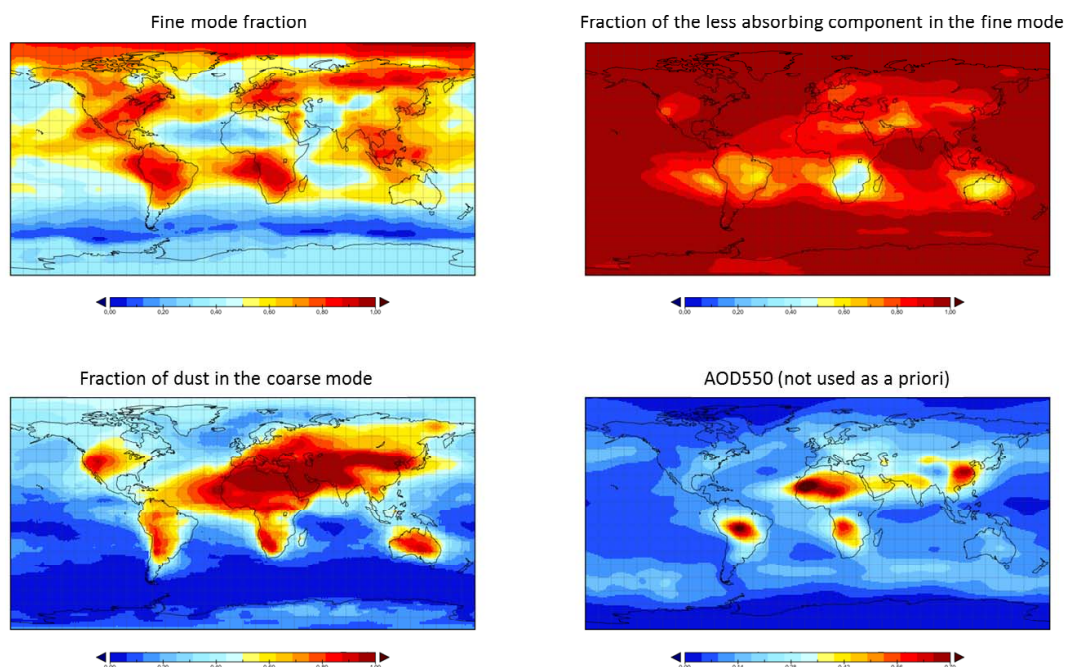 Fine mode fraction
Fraction of the less absorbing component in the fine mode
0,00 0,20 0,40 0,60 0,80 1,00
0,00 0,20 0,40 0,60 0,80 1,00
Fraction of dust in the coarse mode
AOD550 (not used as a priori)